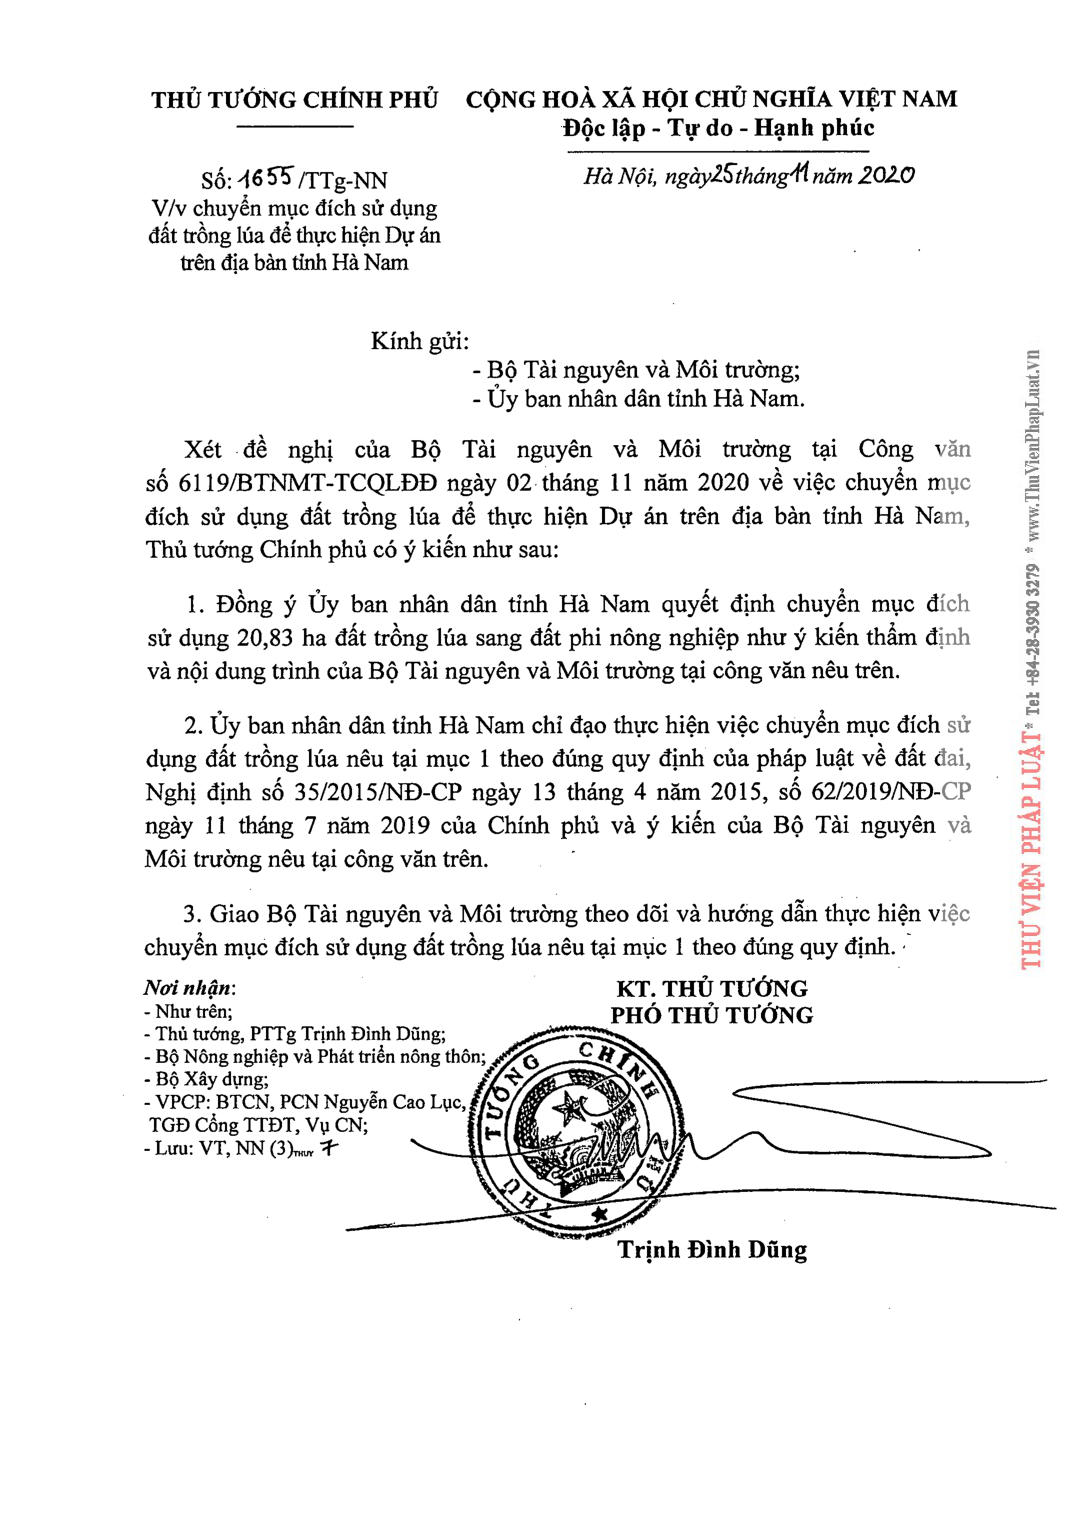 THỦ TƯỚNG CHÍNH PHỦ
CỘNG HOÀ XÃ HỘI CHỦ NGHĨA VIỆT NAM
Độc lập - Tự do - Hạnh phúc
Số: 1655 /TTg-NN
Hà Nội, ngày 25 tháng 11 năm 2020
V/v chuyển mục đích sử dụng
đất trồng lúa để thực hiện Dự án
trên địa bàn tỉnh Hà Nam
Kính gửi:
- Bộ Tài nguyên và Môi trường;
- Ủy ban nhân dân tỉnh Hà Nam.
Xét đề nghị của Bộ Tài nguyên và Môi trường tại Công văn
số 6119/BTNMT-TCQLĐĐ ngày 02 tháng 11 năm 2020 về việc chuyển mục
đích sử dụng đất trồng lúa để thực hiện Dự án trên địa bàn tỉnh Hà Nam,
Thủ tướng Chính phủ có ý kiến như sau:
1. Đồng ý Ủy ban nhân dân tỉnh Hà Nam quyết định chuyển mục đích
sử dụng 20,83 ha đất trồng lúa sang đất phi nông nghiệp như ý kiến thẩm định
và nội dung trình của Bộ Tài nguyên và Môi trường tại công văn nêu trên.
2. Ủy ban nhân dân tỉnh Hà Nam chỉ đạo thực hiện việc chuyển mục đích sử
dụng đất trồng lúa nêu tại mục 1 theo đúng quy định của pháp luật về đất đai,
Nghị định số 35/2015/NĐ-CP ngày 13 tháng 4 năm 2015, số 62/2019/NĐ-CP
ngày 11 tháng 7 năm 2019 của Chính phủ và ý kiến của Bộ Tài nguyên và
Môi trường nêu tại công văn trên.
3. Giao Bộ Tài nguyên và Môi trường theo dõi và hướng dẫn thực hiện việc
chuyển mục đích sử dụng đất trồng lúa nêu tại mục 1 theo đúng quy định.
Nơi nhận:
- Như trên;
- Thủ tướng, PTTg Trịnh Đình Dũng;
- Bộ Nông nghiệp và Phát triển nông thôn;
- Bộ Xây dựng;
- VPCP: BTCN, PCN Nguyễn Cao Lục,
TGĐ Cổng TTĐT, Vụ CN;
- Lưu: VT, NN (3)THUY 7
KT. THỦ TƯỚNG
PHÓ THỦ TƯỚNG
THỦ TƯỚNG CHÍNH PHỦ
Trịnh Đình Dũng
THƯ VIỆN PHÁP LUẬT * Tel: +84-28-3930 3279 * www.ThuVienPhapLuat.vn